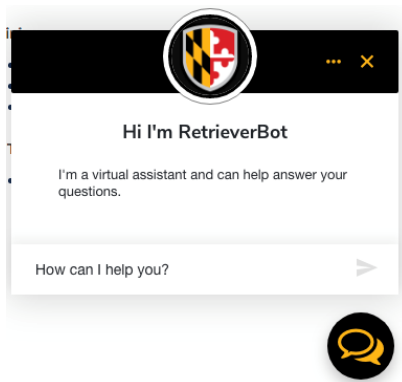 Hi I'm RetrieverBot
I'm a virtual assistant and can help answer your
questions.
How can I help you?